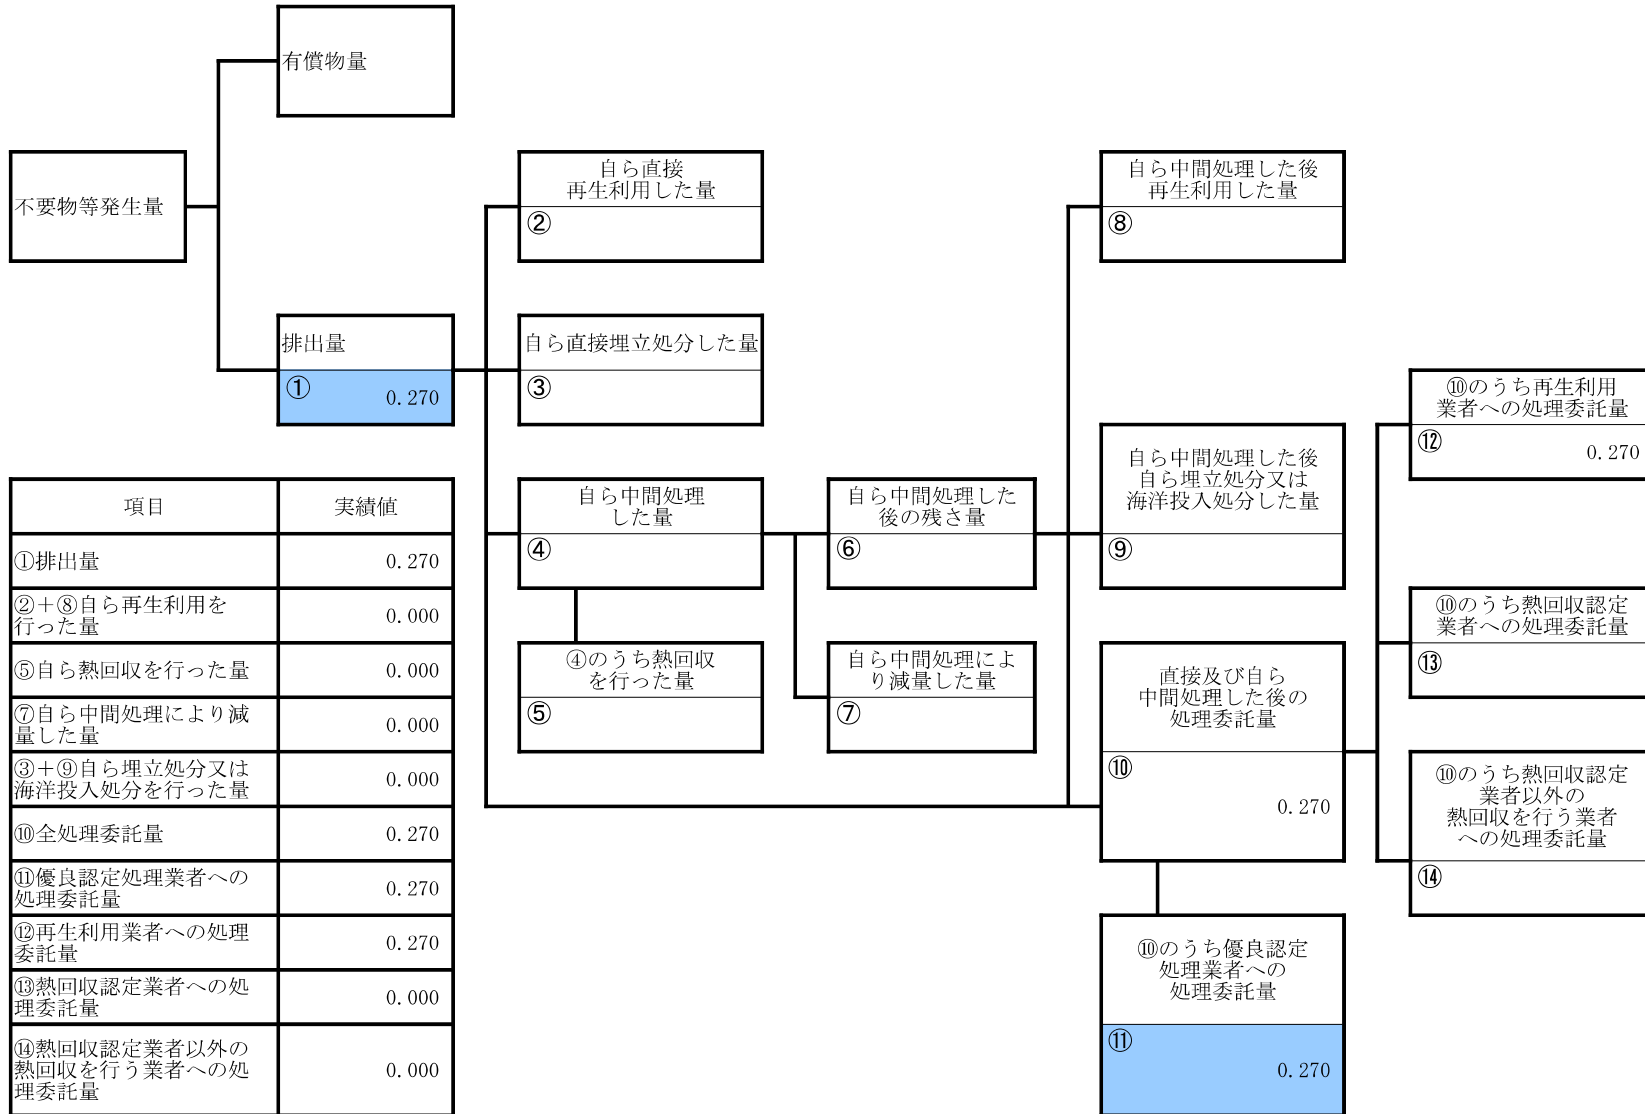 有償物量
不要物等発生量
排出量
① 0.270
自ら直接
再生利用した量
②
自ら直接埋立処分した量
③
自ら中間処理
した量
④
④のうち熱回収
を行った量
⑤
自ら中間処理した
後の残さ量
⑥
自ら中間処理によ
り減量した量
⑦
自ら中間処理した後
再生利用した量
⑧
自ら中間処理した後
自ら埋立処分又は
海洋投入処分した量
⑨
直接及び自ら
中間処理した後の
処理委託量
⑩
0.270
⑩のうち優良認定
処理業者への
処理委託量
⑪
0.270
⑩のうち再生利用
業者への処理委託量
⑫ 0.270
⑩のうち熱回収認定
業者への処理委託量
⑬
⑩のうち熱回収認定
業者以外の
熱回収を行う業者
への処理委託量
⑭
項目 実績値
①排出量 0.270
②＋⑧自ら再生利用を
行った量 0.000
⑤自ら熱回収を行った量 0.000
⑦自ら中間処理により減
量した量 0.000
③＋⑨自ら埋立処分又は
海洋投入処分を行った量 0.000
⑩全処理委託量 0.270
⑪優良認定処理業者への
処理委託量 0.270
⑫再生利用業者への処理
委託量 0.270
⑬熱回収認定業者への処
理委託量 0.000
⑭熱回収認定業者以外の
熱回収を行う業者への処
理委託量 0.000